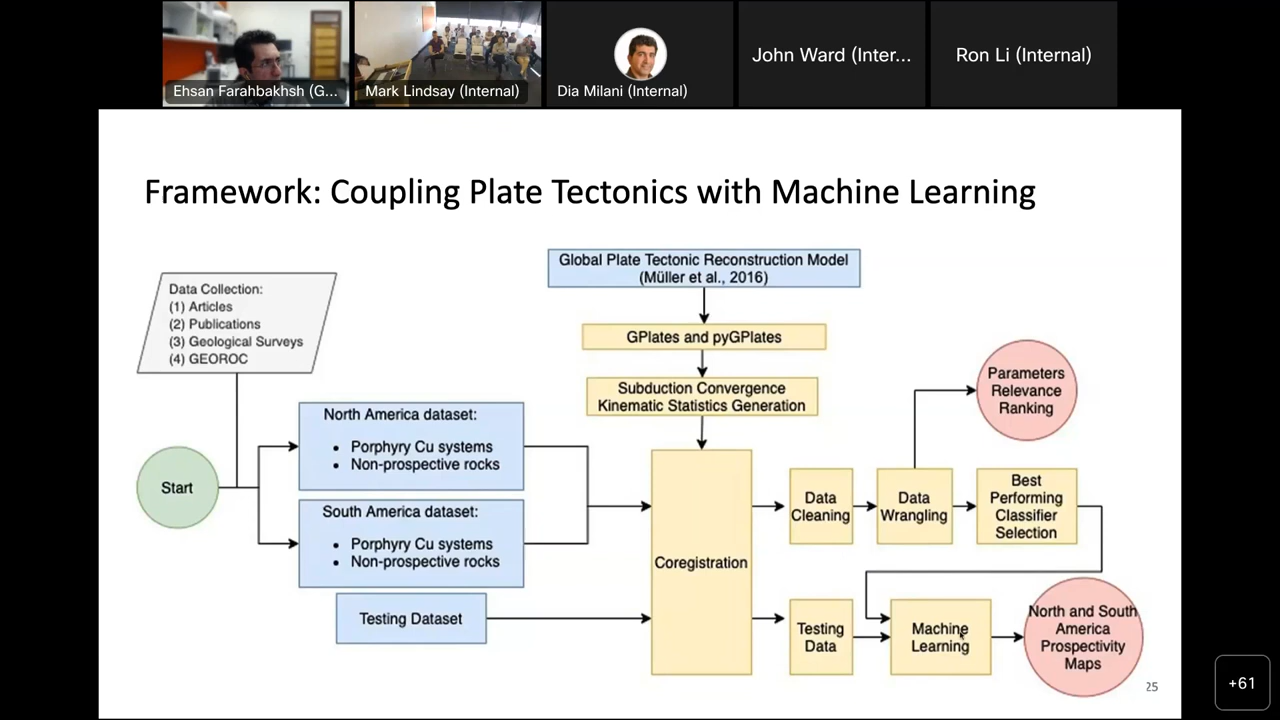 Ehsan Farahbakhsh (G...
Mark Lindsay (Internal)
Dia Milani (Internal)
John Ward (Inter...
Ron Li (Internal)
Framework: Coupling Plate Tectonics with Machine Learning
Global Plate Tectonic Reconstruction Model
(Müller et al., 2016)
Data Collection:
(1) Articles
(2) Publications
(3) Geological Surveys
(4) GEOROC
GPlates and pyGPlates
Subduction Convergence
Kinematic Statistics Generation
Parameters
Relevance
Ranking
North America dataset:
• Porphyry Cu systems
• Non-prospective rocks
Start
South America dataset:
• Porphyry Cu systems
• Non-prospective rocks
Testing Dataset
Coregistration
Data
Cleaning
Data
Wrangling
Best
Performing
Classifier
Selection
Testing
Data
Machine
Learning
North and South
America
Prospectivity
Maps
25
+61